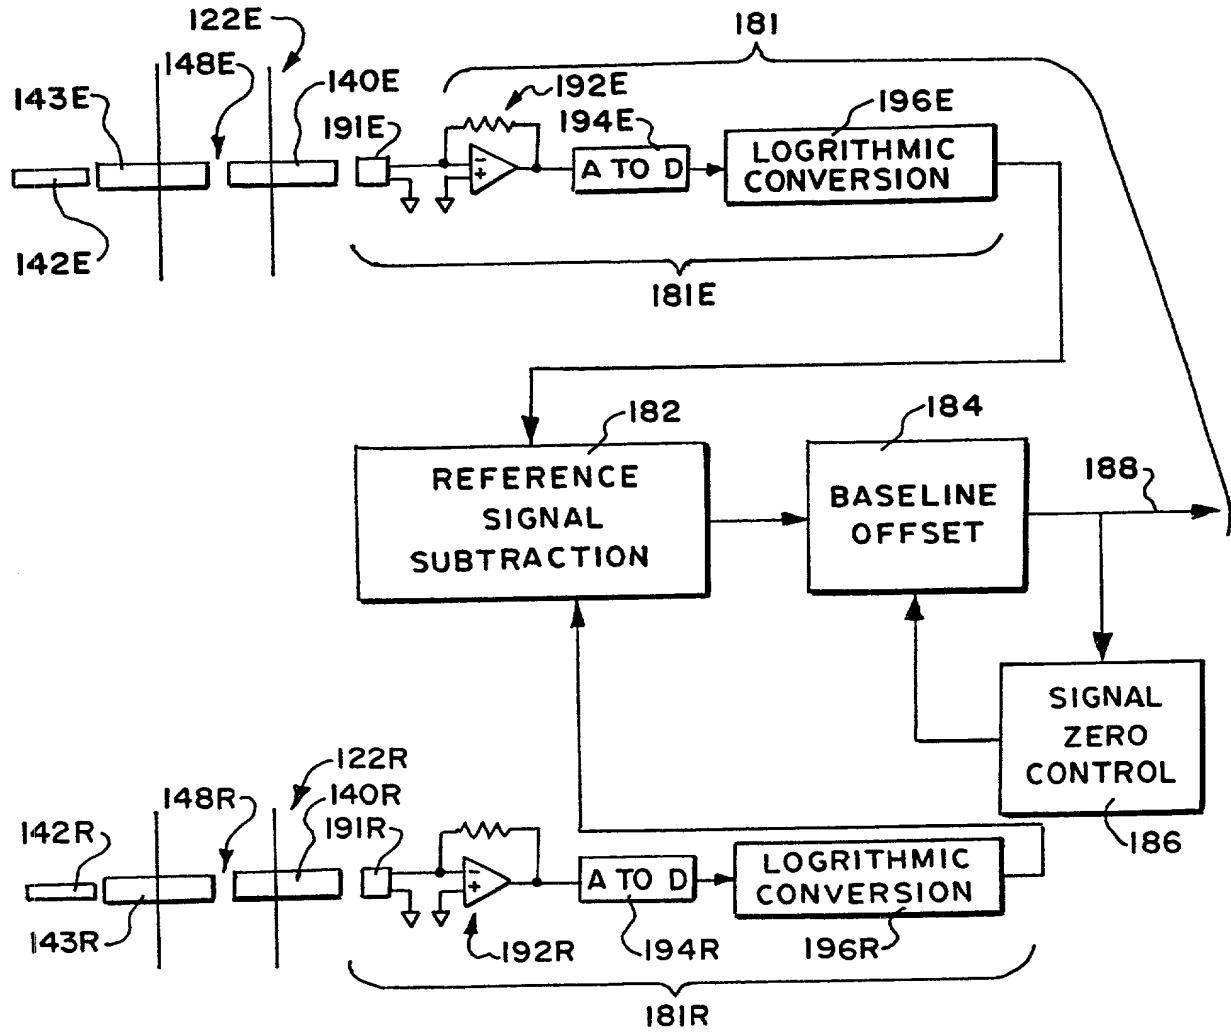 181
122E
148E
140E
143E
191E
192E
194E
196E
A TO D
LOGRITHMIC
CONVERSION
142E
181E
182
184
188
REFERENCE
SIGNAL
SUBTRACTION
BASELINE
OFFSET
SIGNAL
ZERO
CONTROL
186
122R
148R
140R
142R
191R
A TO D
LOGRITHMIC
CONVERSION
143R
192R
194R
196R
181R